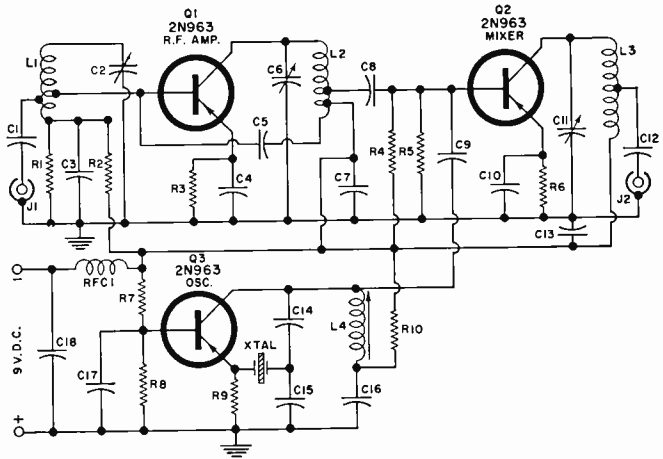 Q1
2N963
R.F. AMP.
Q2
2N963
MIXER
L1
C2
C6
L2
C8
C11
L3
C1
C5
C12
R1
C3
R2
R3
C4
C7
R4
R5
C9
C10
R6
J1
J2
C13
Q3
2N963
OSC.
RFC1
R7
C14
L4
R10
9 V.D.C.
C18
XTAL
C17
R8
R9
C15
C16
+